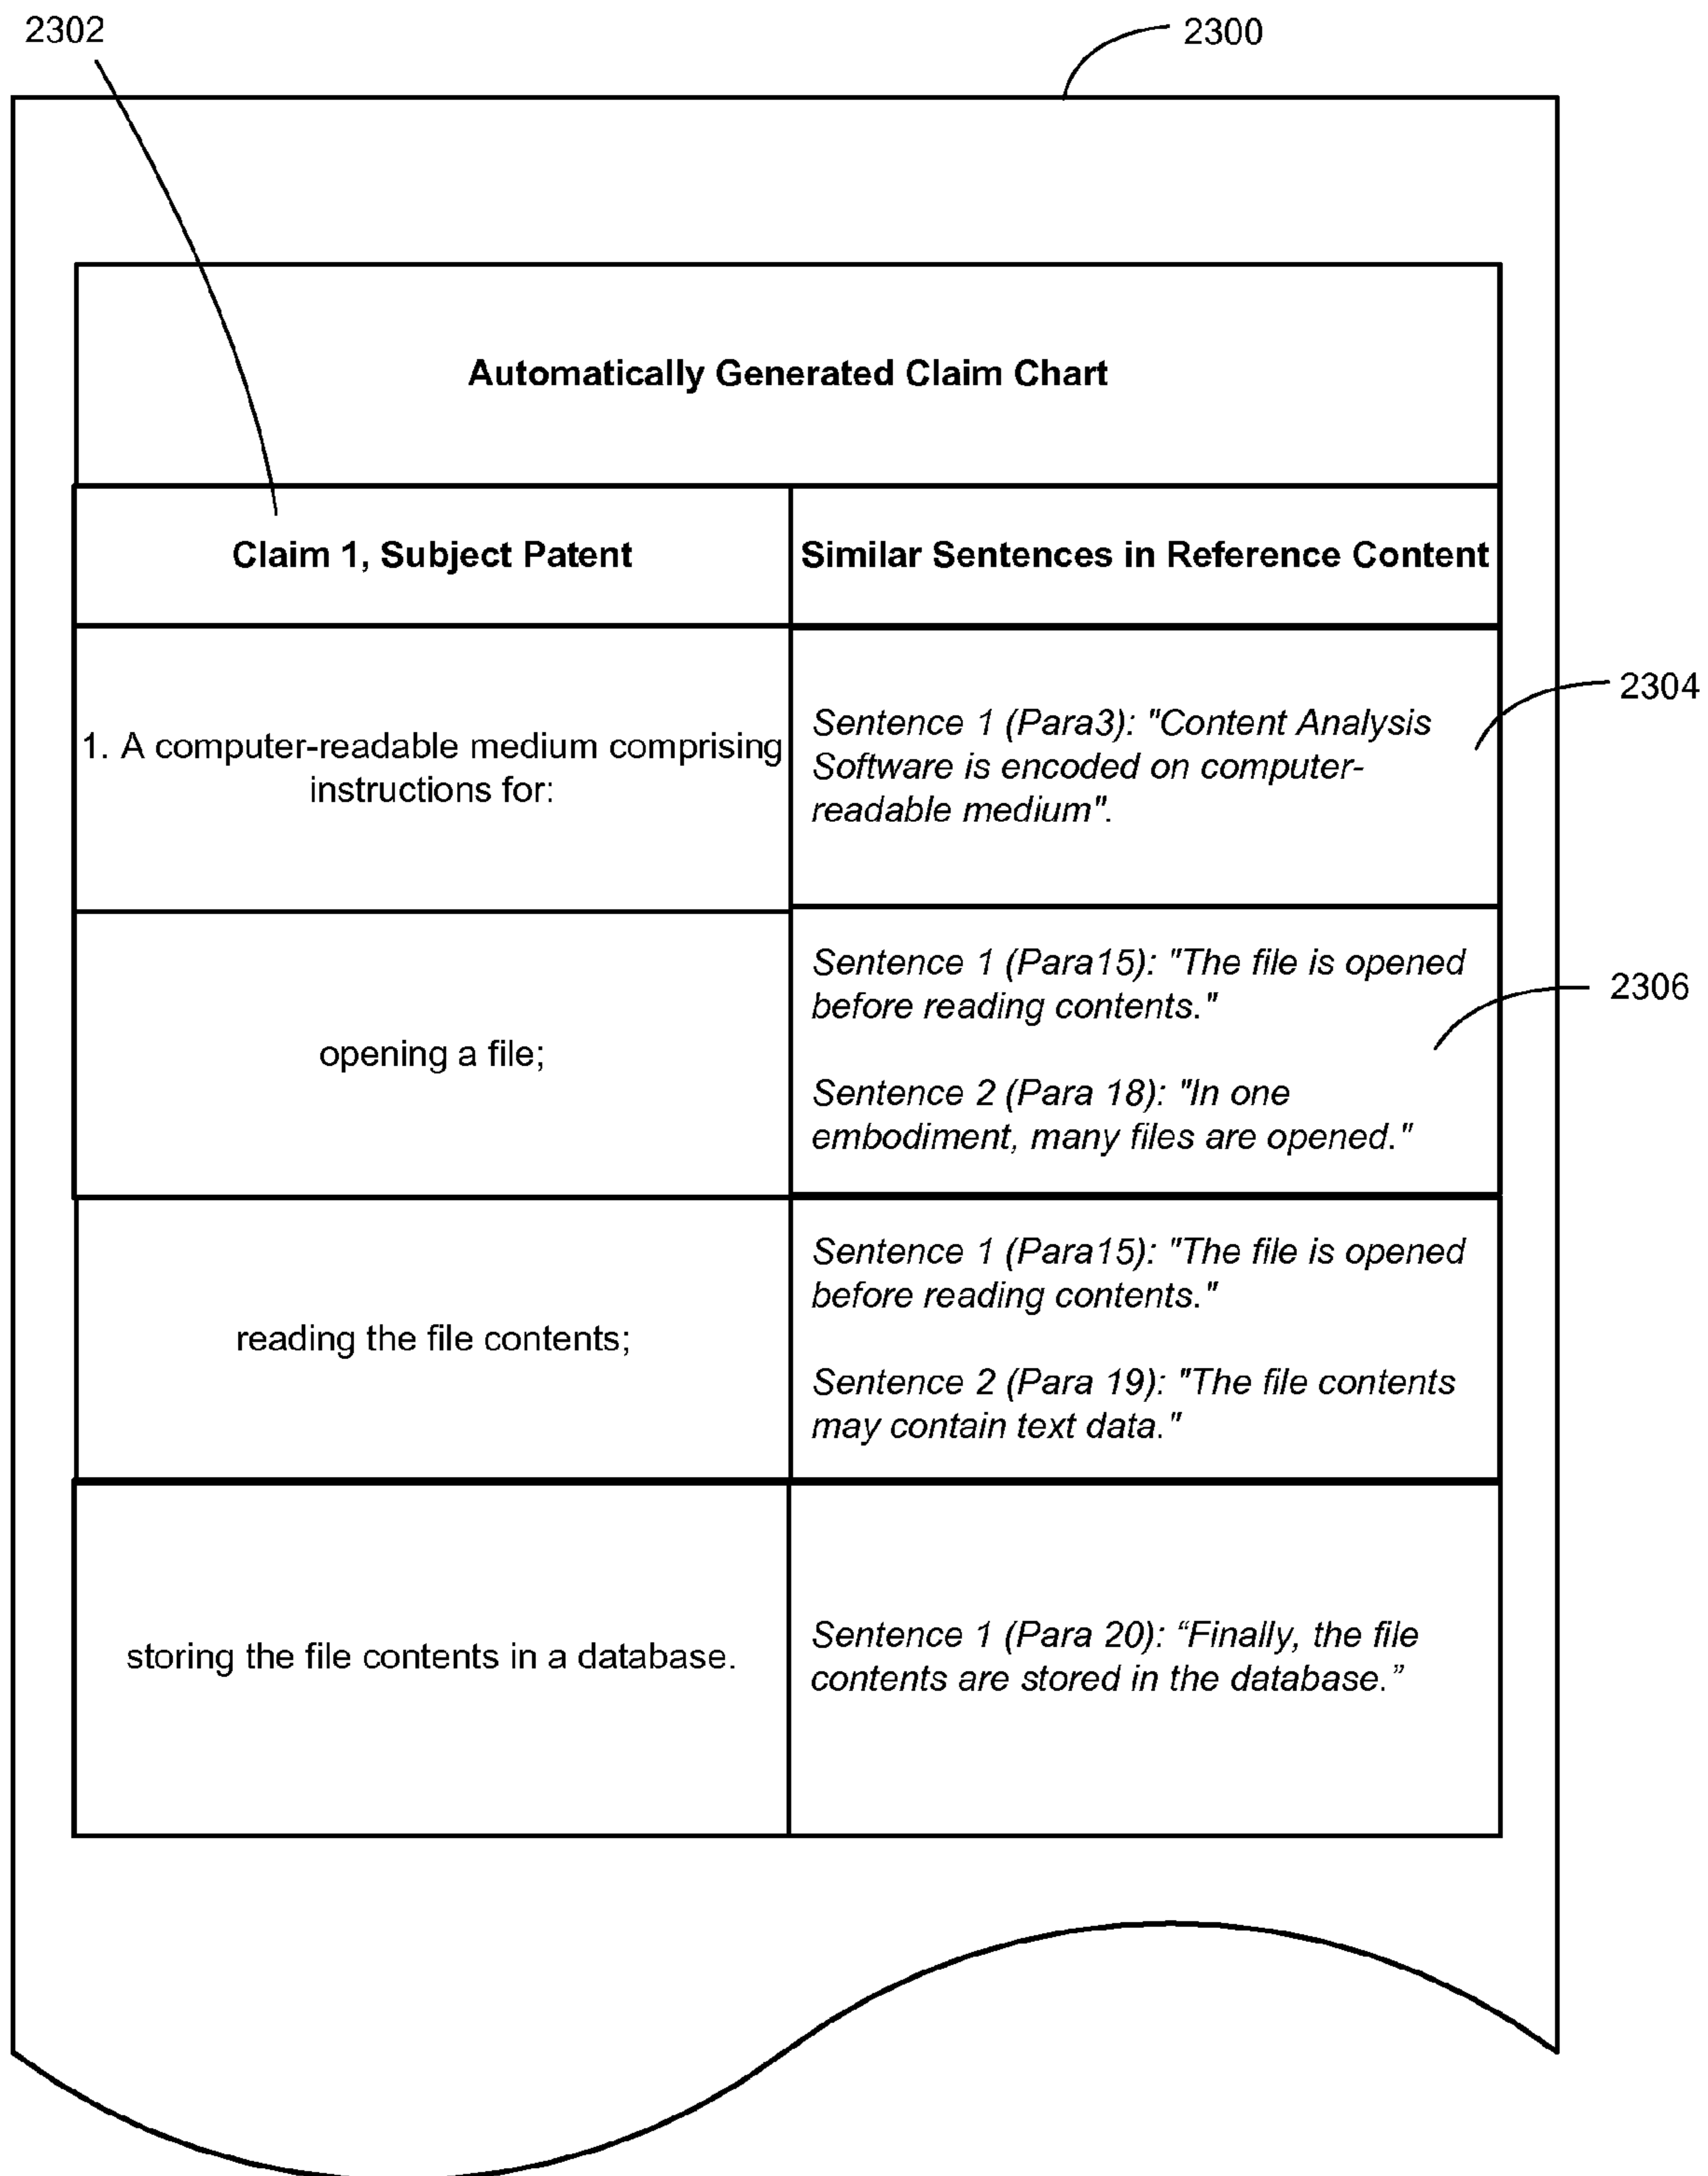 2302
2300
Automatically Generated Claim Chart
Claim 1, Subject Patent
Similar Sentences in Reference Content
1. A computer-readable medium comprising
instructions for:
Sentence 1 (Para3): "Content Analysis
Software is encoded on computer-
readable medium".
2304
opening a file;
Sentence 1 (Para15): "The file is opened
before reading contents."
Sentence 2 (Para 18): "In one
embodiment, many files are opened."
2306
reading the file contents;
Sentence 1 (Para15): "The file is opened
before reading contents."
Sentence 2 (Para 19): "The file contents
may contain text data."
storing the file contents in a database.
Sentence 1 (Para 20): “Finally, the file
contents are stored in the database.”